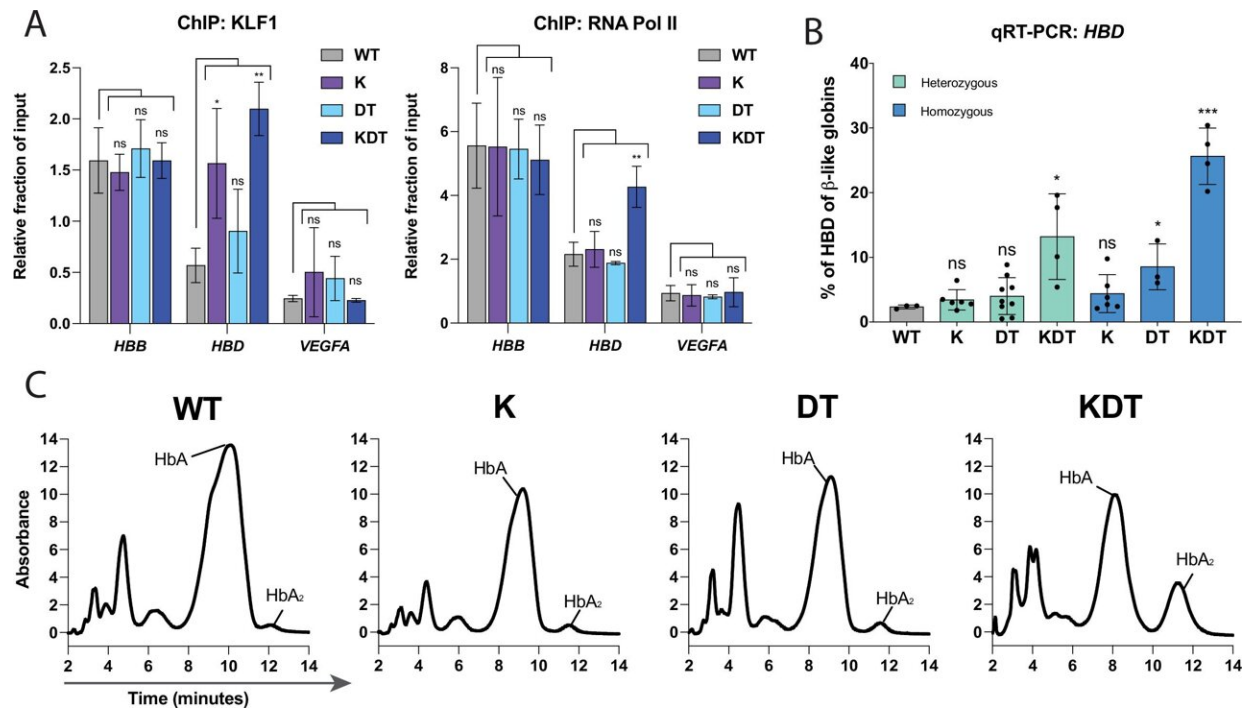 A
ChIP: KLF1
Relative fraction of input
2.5
2.0
1.5
1.0
0.5
0.0
ns
ns
ns
*
ns
**
ns
ns
ns
HBB
HBD
VEGFA
WT
K
DT
KDT
ChIP: RNA Pol II
Relative fraction of input
8
6
4
2
0
ns
ns
ns
ns
ns
**
ns
ns
ns
HBB
HBD
VEGFA
WT
K
DT
KDT
B
qRT-PCR: HBD
% of HBD of β-like globins
40
30
20
10
0
Heterozygous
Homozygous
ns
ns
*
ns
*
***
WT K DT KDT K DT KDT
C
WT
Absorbance
14
12
10
8
6
4
2
0
HbA
HbA₂
2 4 6 8 10 12 14
Time (minutes)
K
14
12
10
8
6
4
2
0
HbA
HbA₂
2 4 6 8 10 12 14
DT
14
12
10
8
6
4
2
0
HbA
HbA₂
2 4 6 8 10 12 14
KDT
14
12
10
8
6
4
2
0
HbA
HbA₂
2 4 6 8 10 12 14